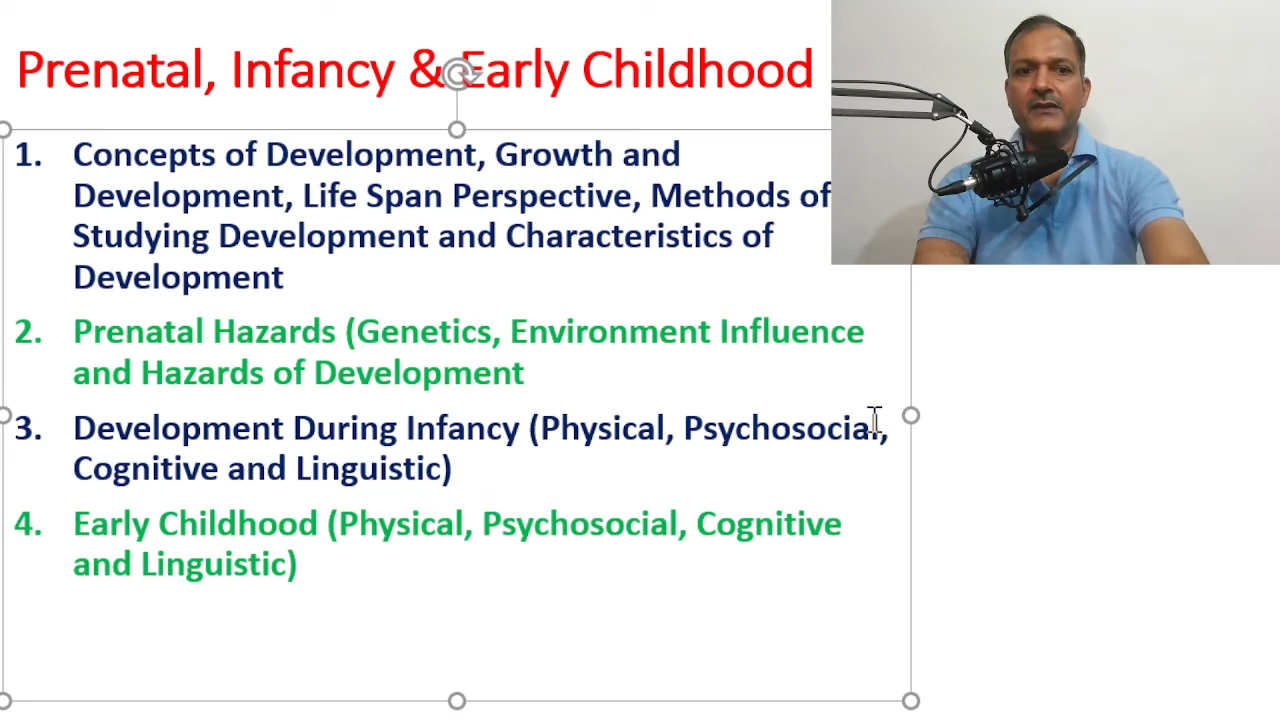 Prenatal, Infancy & Early Childhood
1. Concepts of Development, Growth and
Development, Life Span Perspective, Methods of
Studying Development and Characteristics of
Development
2. Prenatal Hazards (Genetics, Environment Influence
and Hazards of Development
3. Development During Infancy (Physical, Psychosocial,
Cognitive and Linguistic)
4. Early Childhood (Physical, Psychosocial, Cognitive
and Linguistic)